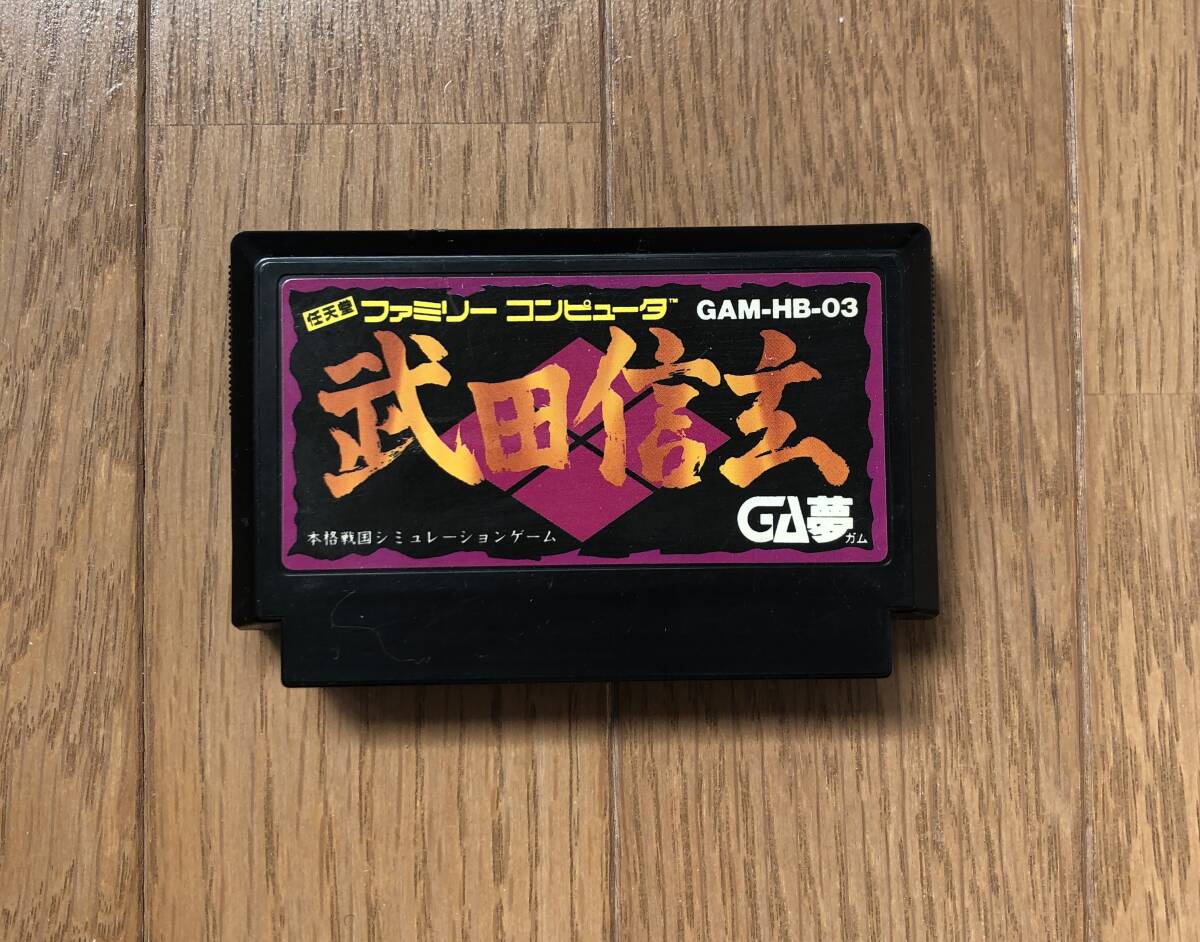 任天堂 ファミリー コンピュータ™ GAM-HB-03
武田信玄
GA夢
ガム
本格戦国シミュレーションゲーム